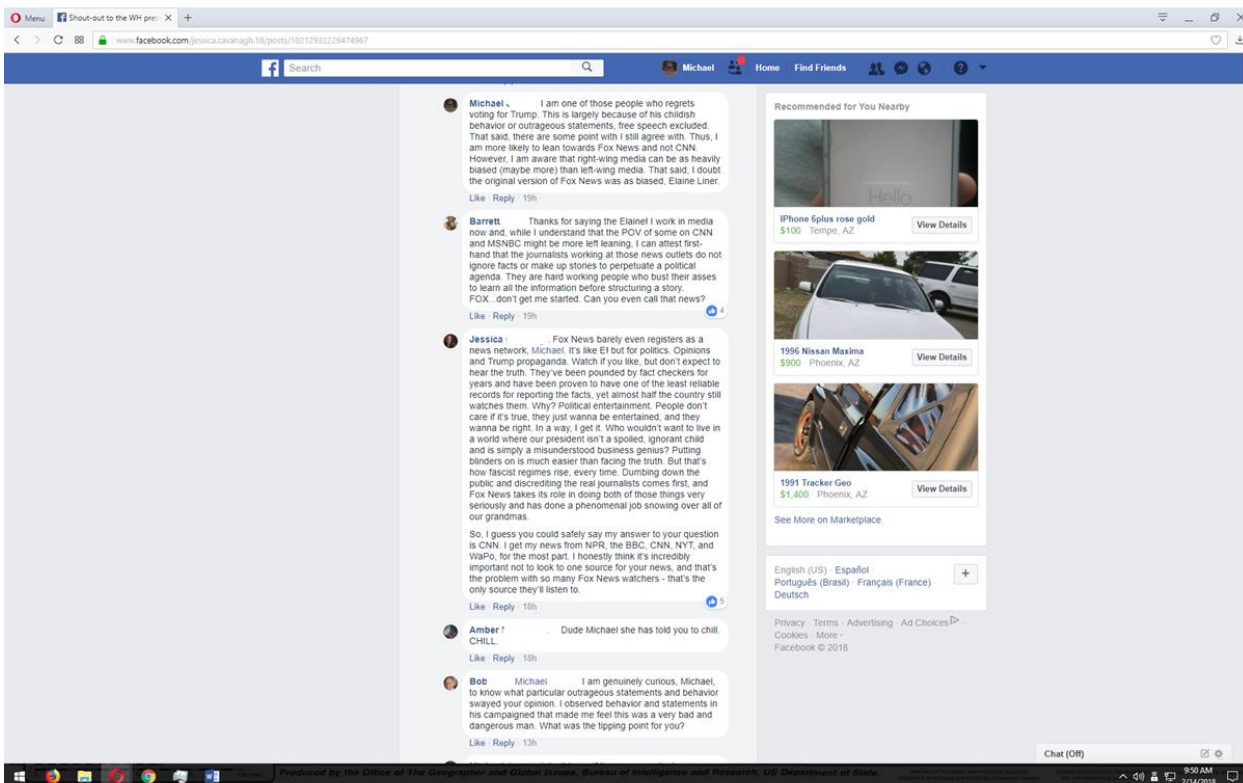 Menu
Shout-out to the WH pre
www.facebook.com/jessica.cavanagh.18/posts/10212932229474967
Search
Michael
Home
Find Friends
Michael I am one of those people who regrets
voting for Trump. This is largely because of his childish
behavior or outrageous statements, free speech excluded.
That said, there are some point with I still agree with. Thus, I
am more likely to lean towards Fox News and not CNN.
However, I am aware that right-wing media can be as heavily
biased (maybe more) than left-wing media. That said, I doubt
the original version of Fox News was as biased, Elaine Liner.
Like · Reply · 19h
Barrett Thanks for saying the Elaine! I work in media
now and, while I understand that the POV of some on CNN
and MSNBC might be more left leaning, I can attest first-
hand that the journalists working at those news outlets do not
ignore facts or make up stories to perpetuate a political
agenda. They are hard working people who bust their asses
to learn all the information before structuring a story.
FOX...don't get me started. Can you even call that news?
4
Like · Reply · 19h
Jessica . Fox News barely even registers as a
news network, Michael. It's like E! but for politics. Opinions
and Trump propaganda. Watch if you like, but don't expect to
hear the truth. They've been pounded by fact checkers for
years and have been proven to have one of the least reliable
records for reporting the facts, yet almost half the country still
watches them. Why? Political entertainment. People don't
care if it's true, they just wanna be entertained, and they
wanna be right. In a way, I get it. Who wouldn't want to live in
a world where our president isn't a spoiled, ignorant child
and is simply a misunderstood business genius? Putting
blinders on is much easier than facing the truth. But that's
how fascist regimes rise, every time. Dumbing down the
public and discrediting the real journalists comes first, and
Fox News takes its role in doing both of those things very
seriously and has done a phenomenal job snowing over all of
our grandmas.
So, I guess you could safely say my answer to your question
is CNN. I get my news from NPR, the BBC, CNN, NYT, and
WaPo, for the most part. I honestly think it's incredibly
important not to look to one source for your news, and that's
the problem with so many Fox News watchers - that's the
only source they'll listen to.
5
Like · Reply · 18h
Amber Dude Michael she has told you to chill.
CHILL.
Like · Reply · 18h
Bob Michael I am genuinely curious, Michael,
to know what particular outrageous statements and behavior
swayed your opinion. I observed behavior and statements in
his campaigned that made me feel this was a very bad and
dangerous man. What was the tipping point for you?
Like · Reply · 13h
Recommended for You Nearby
Hello
IPhone 6plus rose gold
$100 · Tempe, AZ
View Details
1996 Nissan Maxima
$900 · Phoenix, AZ
View Details
1991 Tracker Geo
$1,400 · Phoenix, AZ
View Details
See More on Marketplace
English (US) · Español ·
Português (Brasil) · Français (France) ·
Deutsch
Privacy · Terms · Advertising · Ad Choices
Cookies · More
Facebook © 2018
Chat (Off)
Produced by the Office of The Geographer and Global Issues, Bureau of Intelligence and Research, US Department of State.
9:50 AM
2/14/2018